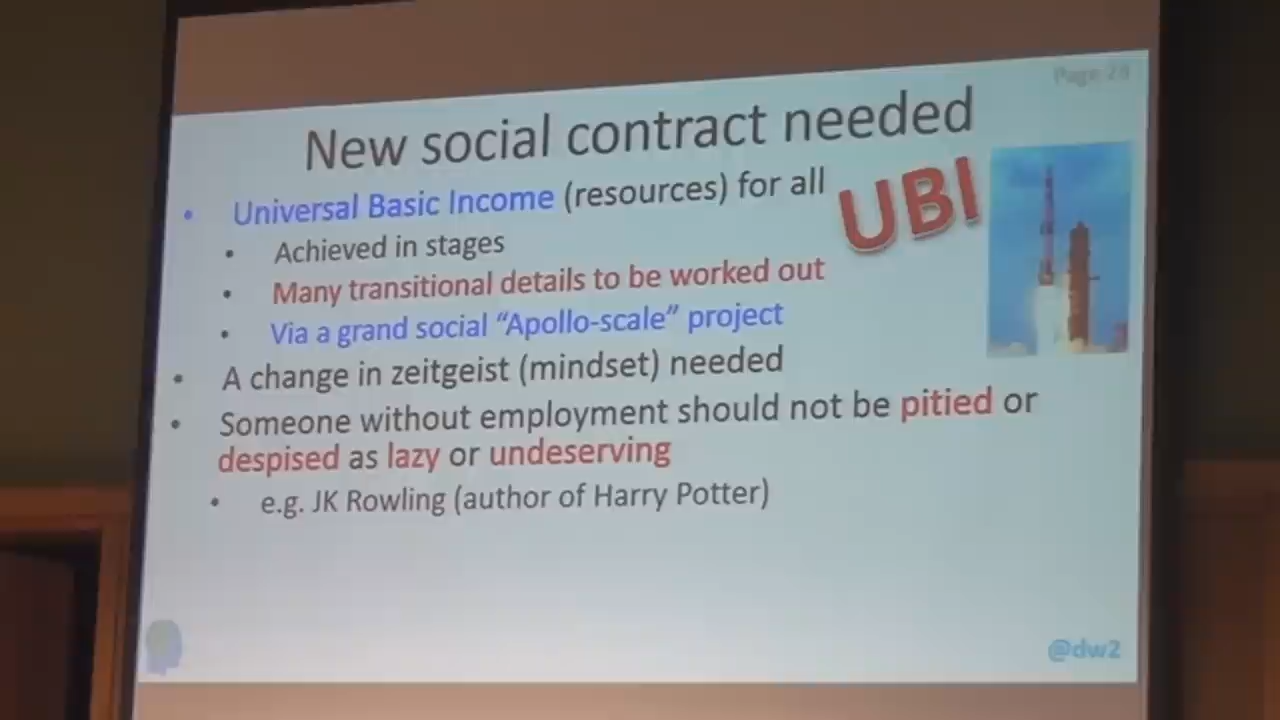 Page 28
New social contract needed
• Universal Basic Income (resources) for all
UBI
• Achieved in stages
• Many transitional details to be worked out
• Via a grand social “Apollo-scale” project
• A change in zeitgeist (mindset) needed
• Someone without employment should not be pitied or
despised as lazy or undeserving
• e.g. JK Rowling (author of Harry Potter)
@dw2